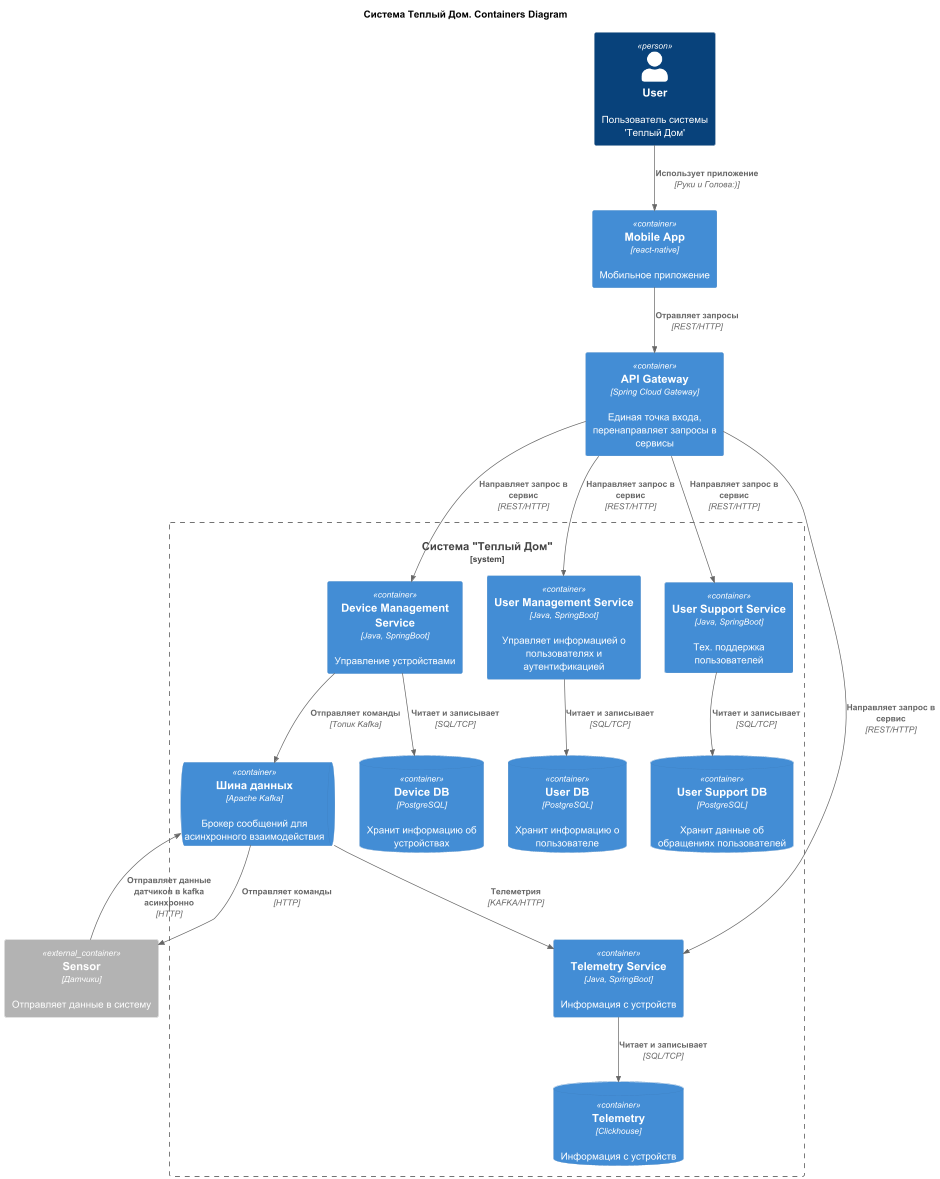 Система Теплый Дом. Containers Diagram
«person»
User
Пользователь системы
'Теплый Дом'
Использует приложение
[Руки и Голова:)]
«container»
Mobile App
[react-native]
Мобильное приложение
Отравляет запросы
[REST/HTTP]
«container»
API Gateway
[Spring Cloud Gateway]
Единая точка входа,
перенаправляет запросы в
сервисы
Направляет запрос в
сервис
[REST/HTTP]
Направляет запрос в
сервис
[REST/HTTP]
Направляет запрос в
сервис
[REST/HTTP]
Система "Теплый Дом"
[system]
«container»
Device Management
Service
[Java, SpringBoot]
Управление устройствами
«container»
User Management Service
[Java, SpringBoot]
Управляет информацией о
пользователях и
аутентификацией
«container»
User Support Service
[Java, SpringBoot]
Тех. поддержка
пользователей
Отправляет команды
[Топик Kafka]
Читает и записывает
[SQL/TCP]
Читает и записывает
[SQL/TCP]
Читает и записывает
[SQL/TCP]
Направляет запрос в
сервис
[REST/HTTP]
«container»
Шина данных
[Apache Kafka]
Брокер сообщений для
асинхронного взаимодействия
«container»
Device DB
[PostgreSQL]
Хранит информацию об
устройствах
«container»
User DB
[PostgreSQL]
Хранит информацию о
пользователе
«container»
User Support DB
[PostgreSQL]
Хранит данные об
обращениях пользователей
Отправляет данные
датчиков в kafka
асинхронно
[HTTP]
Отправляет команды
[HTTP]
Телеметрия
[KAFKA/HTTP]
«external_container»
Sensor
[Датчики]
Отправляет данные в систему
«container»
Telemetry Service
[Java, SpringBoot]
Информация с устройств
Читает и записывает
[SQL/TCP]
«container»
Telemetry
[Clickhouse]
Информация с устройств